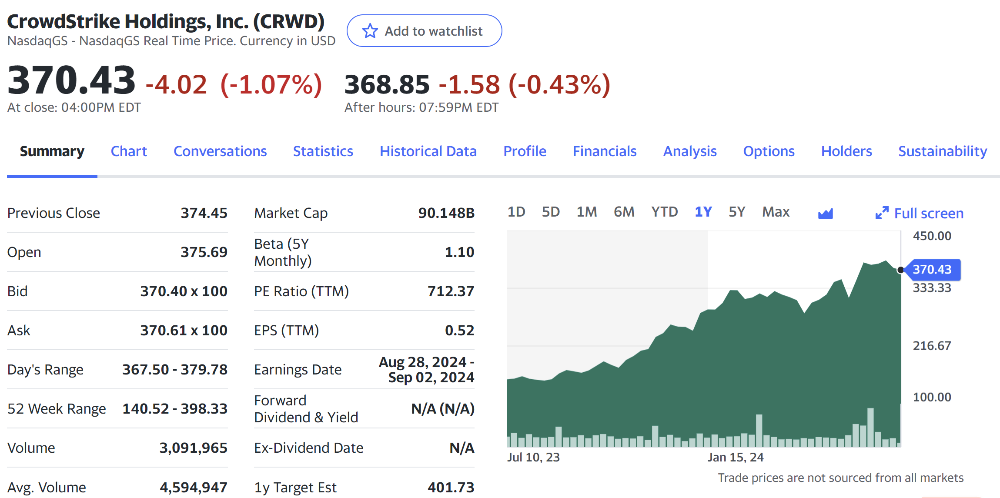 CrowdStrike Holdings, Inc. (CRWD)
NasdaqGS - NasdaqGS Real Time Price. Currency in USD
Add to watchlist
370.43 -4.02 (-1.07%)
At close: 04:00PM EDT
368.85 -1.58 (-0.43%)
After hours: 07:59PM EDT
Summary Chart Conversations Statistics Historical Data Profile Financials Analysis Options Holders Sustainability
Previous Close 374.45
Open 375.69
Bid 370.40 x 100
Ask 370.61 x 100
Day's Range 367.50 - 379.78
52 Week Range 140.52 - 398.33
Volume 3,091,965
Avg. Volume 4,594,947
Market Cap 90.148B
Beta (5Y
Monthly) 1.10
PE Ratio (TTM) 712.37
EPS (TTM) 0.52
Earnings Date Aug 28, 2024 -
Sep 02, 2024
Forward
Dividend & Yield N/A (N/A)
Ex-Dividend Date N/A
1y Target Est 401.73
1D 5D 1M 6M YTD 1Y 5Y Max Full screen
450.00
370.43
333.33
216.67
100.00
Jul 10, 23 Jan 15, 24
Trade prices are not sourced from all markets